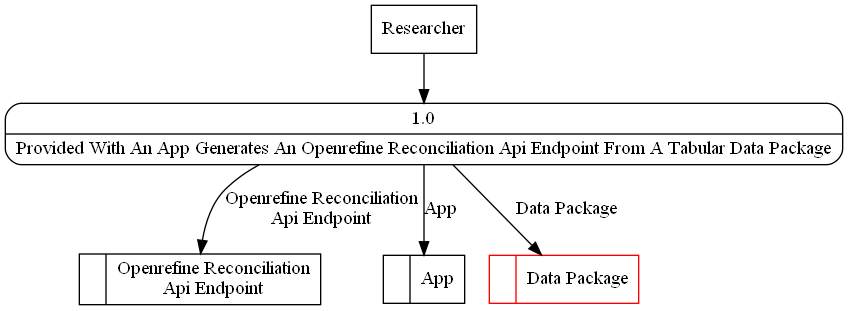 Researcher
1.0
Provided With An App Generates An Openrefine Reconciliation Api Endpoint From A Tabular Data Package
Openrefine Reconciliation
Api Endpoint
App
Data Package
Openrefine Reconciliation
Api Endpoint
App
Data Package